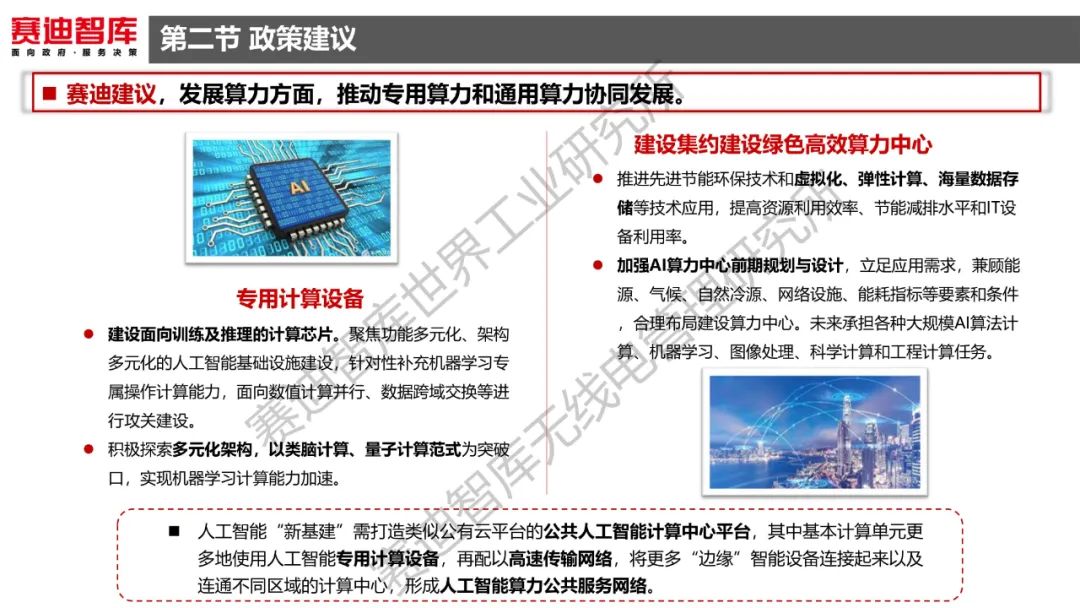 赛迪智库
面向政府·服务决策
第二节 政策建议
■ 赛迪建议，发展算力方面，推动专用算力和通用算力协同发展。
AI
专用计算设备
● 建设面向训练及推理的计算芯片。聚焦功能多元化、架构
多元化的人工智能基础设施建设，针对性补充机器学习专
属操作计算能力，面向数值计算并行、数据跨域交换等进
行攻关建设。
● 积极探索多元化架构，以类脑计算、量子计算范式为突破
口，实现机器学习计算能力加速。
建设集约建设绿色高效算力中心
● 推进先进节能环保技术和虚拟化、弹性计算、海量数据存
储等技术应用，提高资源利用效率、节能减排水平和IT设
备利用率。
● 加强AI算力中心前期规划与设计，立足应用需求，兼顾能
源、气候、自然冷源、网络设施、能耗指标等要素和条件
，合理布局建设算力中心。未来承担各种大规模AI算法计
算、机器学习、图像处理、科学计算和工程计算任务。
■ 人工智能“新基建”需打造类似公有云平台的公共人工智能计算中心平台，其中基本计算单元更
多地使用人工智能专用计算设备，再配以高速传输网络，将更多“边缘”智能设备连接起来以及
连通不同区域的计算中心，形成人工智能算力公共服务网络。
赛迪智库世界工业研究所
赛迪智库无线电管理研究所